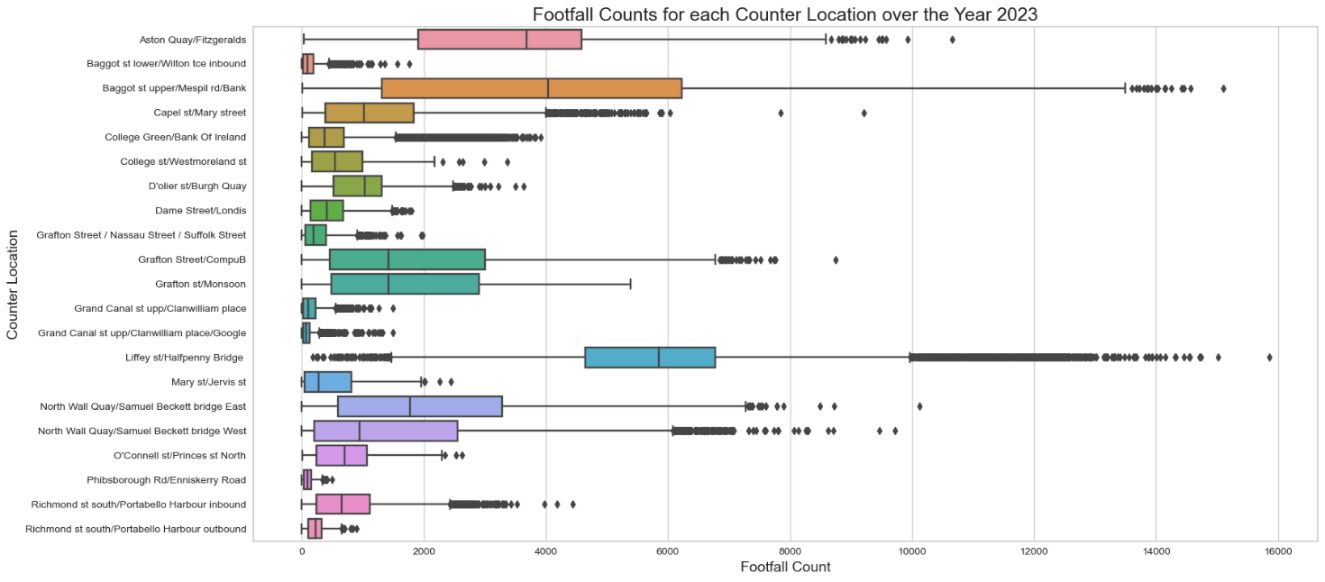 Footfall Counts for each Counter Location over the Year 2023
Aston Quay/Fitzgeralds
Baggot st lower/Wilton tce inbound
Baggot st upper/Mespil rd/Bank
Capel st/Mary street
College Green/Bank Of Ireland
College st/Westmoreland st
D'olier st/Burgh Quay
Dame Street/Londis
Grafton Street / Nassau Street / Suffolk Street
Grafton Street/CompuB
Grafton st/Monsoon
Grand Canal st upp/Clanwilliam place
Grand Canal st upp/Clanwilliam place/Google
Liffey st/Halfpenny Bridge
Mary st/Jervis st
North Wall Quay/Samuel Beckett bridge East
North Wall Quay/Samuel Beckett bridge West
O'Connell st/Princes st North
Phibsborough Rd/Enniskerry Road
Richmond st south/Portabello Harbour inbound
Richmond st south/Portabello Harbour outbound
Counter Location
0 2000 4000 6000 8000 10000 12000 14000 16000
Footfall Count